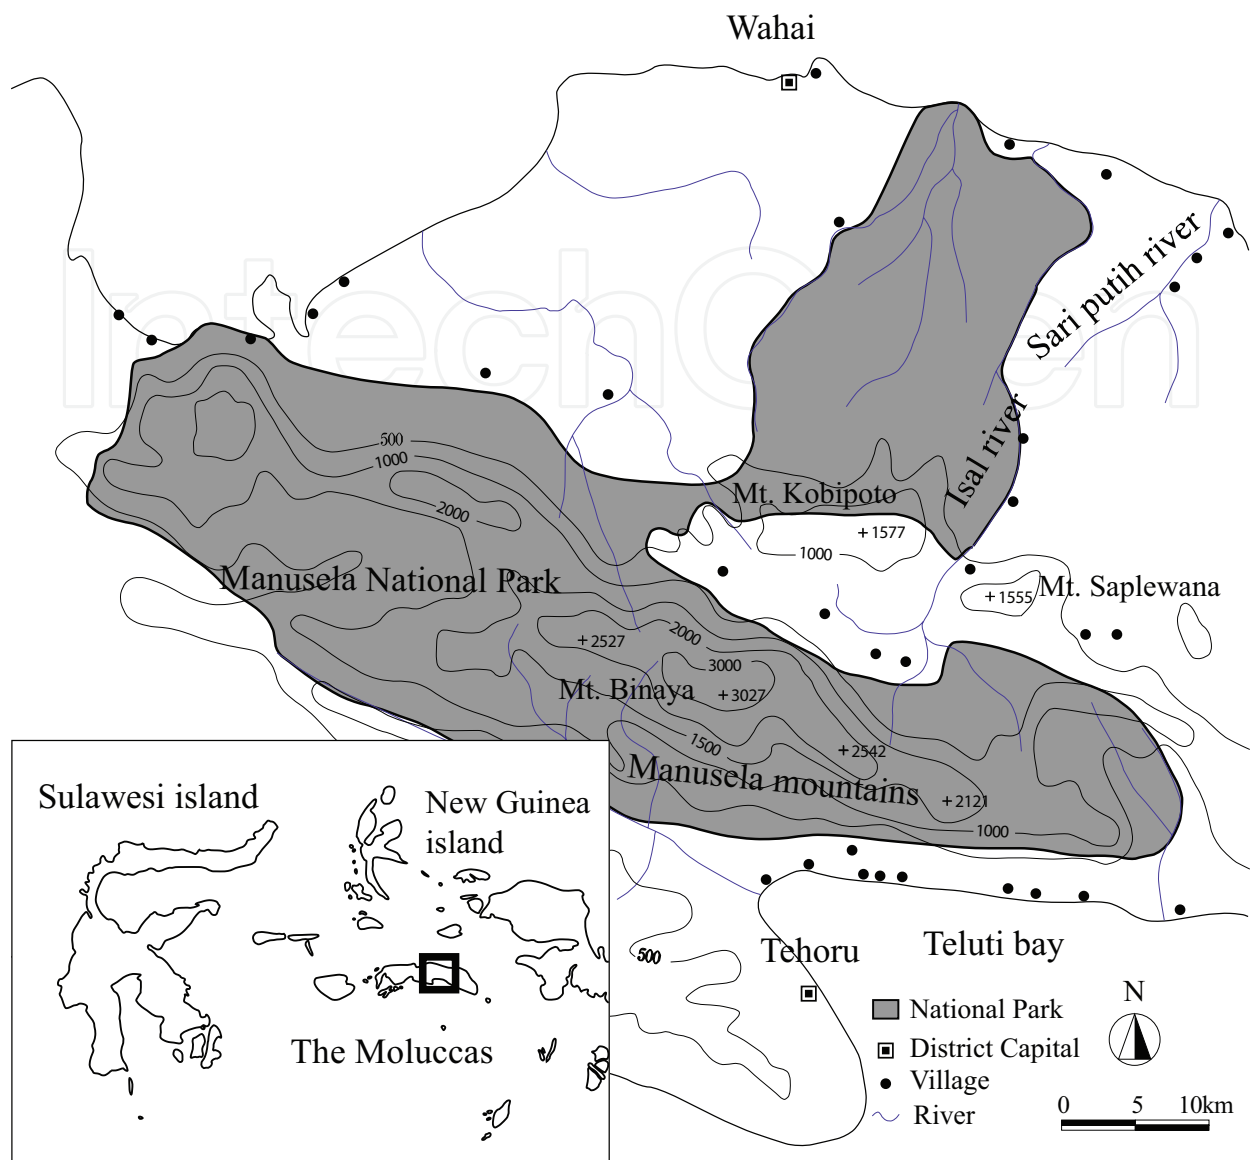 Wahai
IntechOpen
Sari putih river
Isal river
500
1000
2000
Mt. Kobipoto
+1577
1000
Manusela National Park
+1555
Mt. Saplewana
2000
+2527
3000
Mt. Binaya
+3027
1500
+2542
Manusela mountains
+2121
1000
Sulawesi island
New Guinea
island
The Moluccas
500
Tehoru
Teluti bay
National Park
District Capital
Village
River
N
0 5 10km